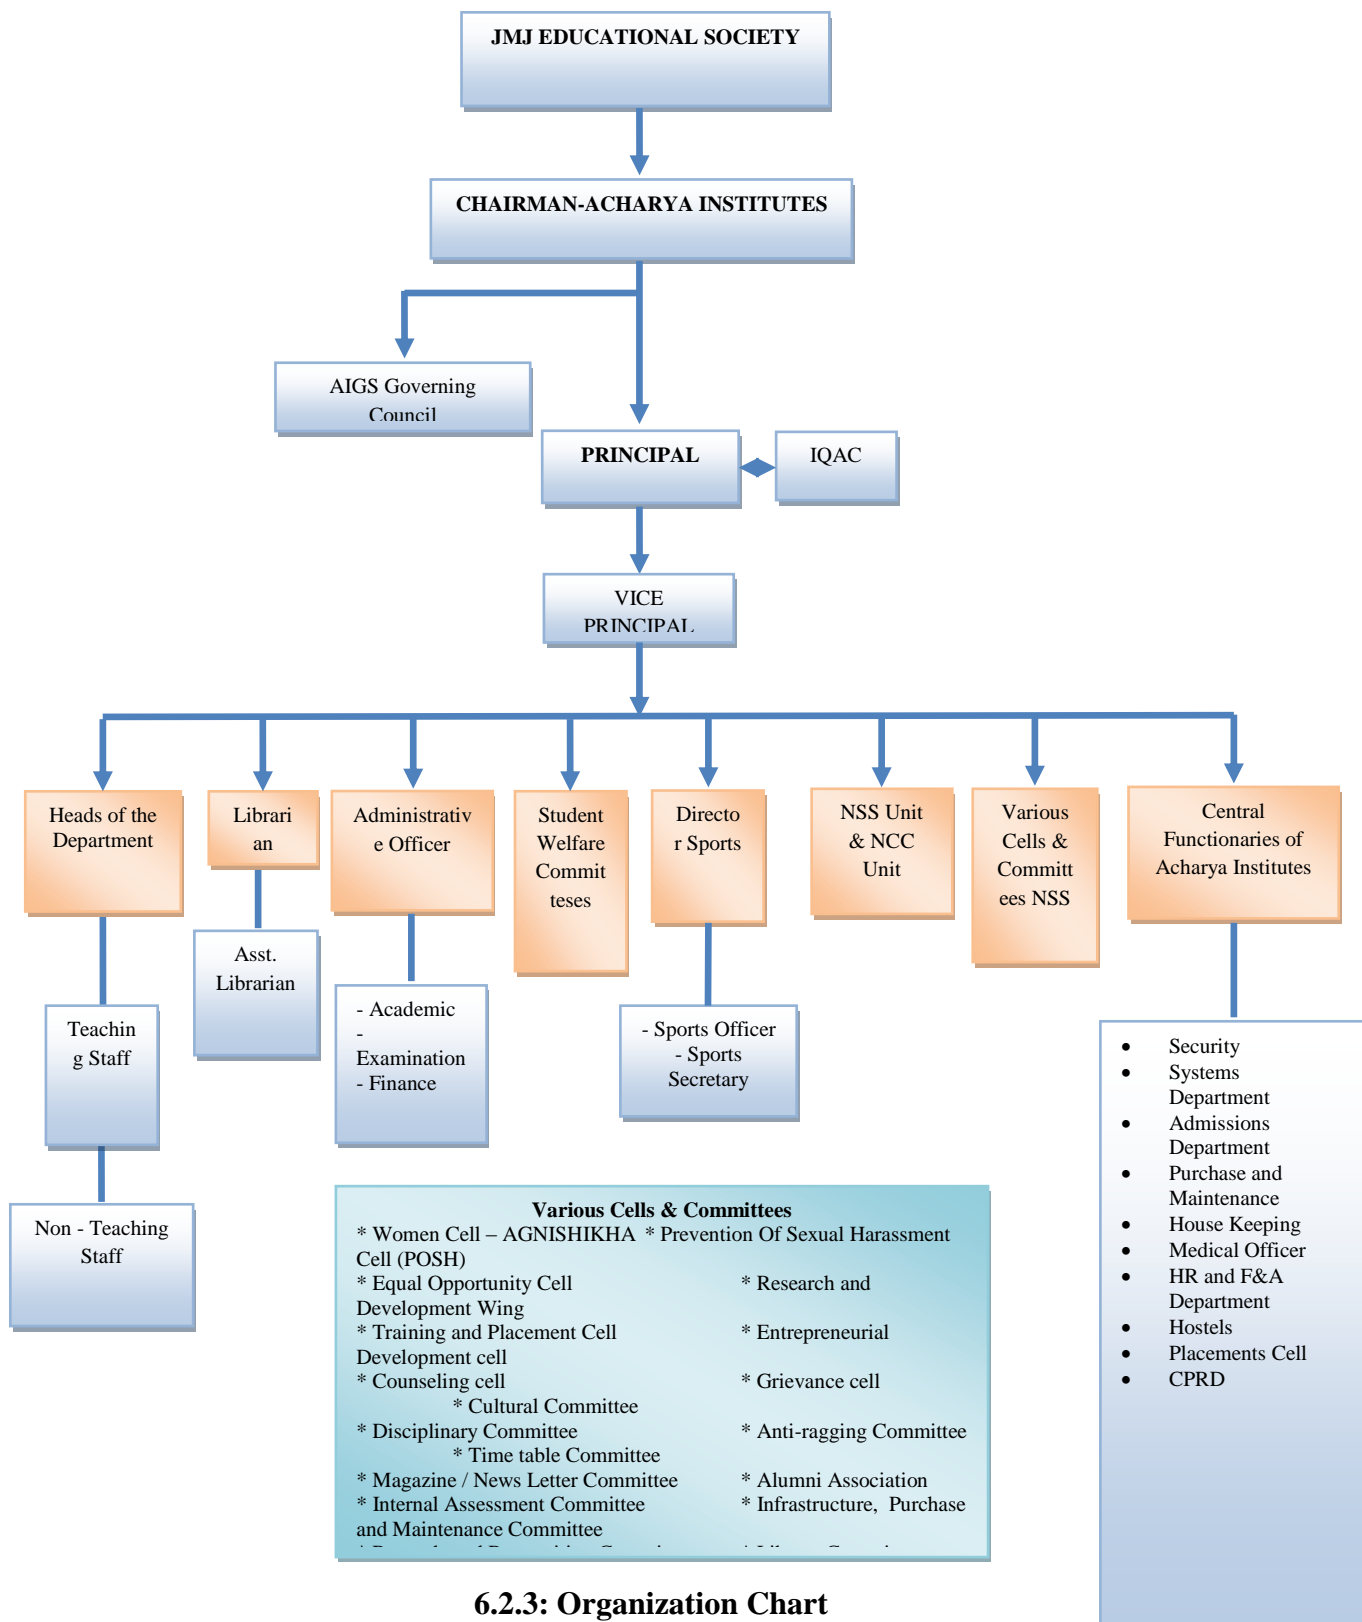 JMJ EDUCATIONAL SOCIETY
CHAIRMAN-ACHARYA INSTITUTES
AIGS Governing
Council
PRINCIPAL
IQAC
VICE
PRINCIPAL
Heads of the
Department
Librari
an
Administrativ
e Officer
Student
Welfare
Commit
teses
Directo
r Sports
NSS Unit
& NCC
Unit
Various
Cells &
Committ
ees NSS
Central
Functionaries of
Acharya Institutes
Teachin
g Staff
Asst.
Librarian
- Academic
-
Examination
- Finance
- Sports Officer
- Sports
Secretary
Non - Teaching
Staff
• Security
• Systems
Department
• Admissions
Department
• Purchase and
Maintenance
• House Keeping
• Medical Officer
• HR and F&A
Department
• Hostels
• Placements Cell
• CPRD
Various Cells & Committees
* Women Cell – AGNISHIKHA * Prevention Of Sexual Harassment
Cell (POSH)
* Equal Opportunity Cell * Research and
Development Wing
* Training and Placement Cell * Entrepreneurial
Development cell
* Counseling cell * Grievance cell
* Cultural Committee
* Disciplinary Committee * Anti-ragging Committee
* Time table Committee
* Magazine / News Letter Committee * Alumni Association
* Internal Assessment Committee * Infrastructure, Purchase
and Maintenance Committee
6.2.3: Organization Chart